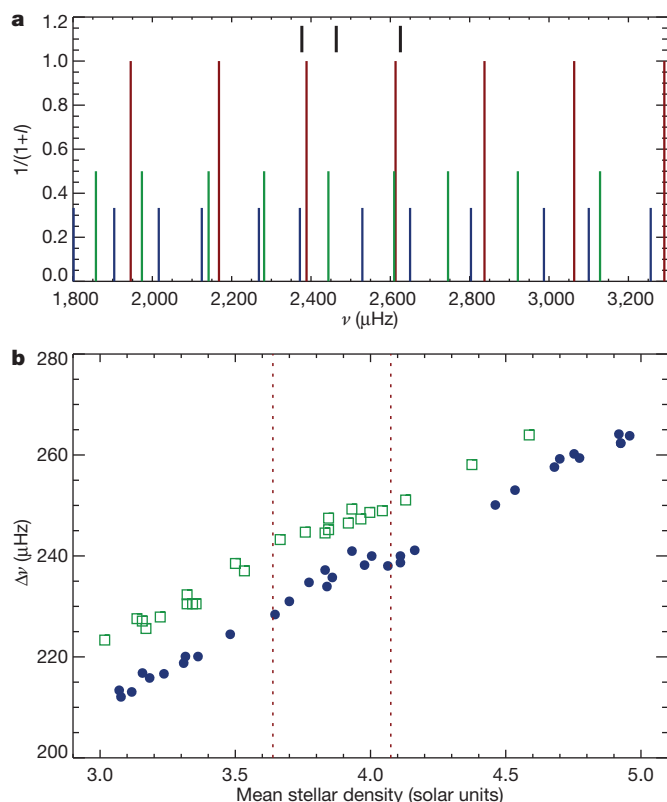 a
1.2
1.0
0.8
0.6
0.4
0.2
0.0
1/(1+l)
1,800 2,000 2,200 2,400 2,600 2,800 3,000 3,200
ν (μHz)
b
280
260
240
220
200
Δν (μHz)
3.0 3.5 4.0 4.5 5.0
Mean stellar density (solar units)